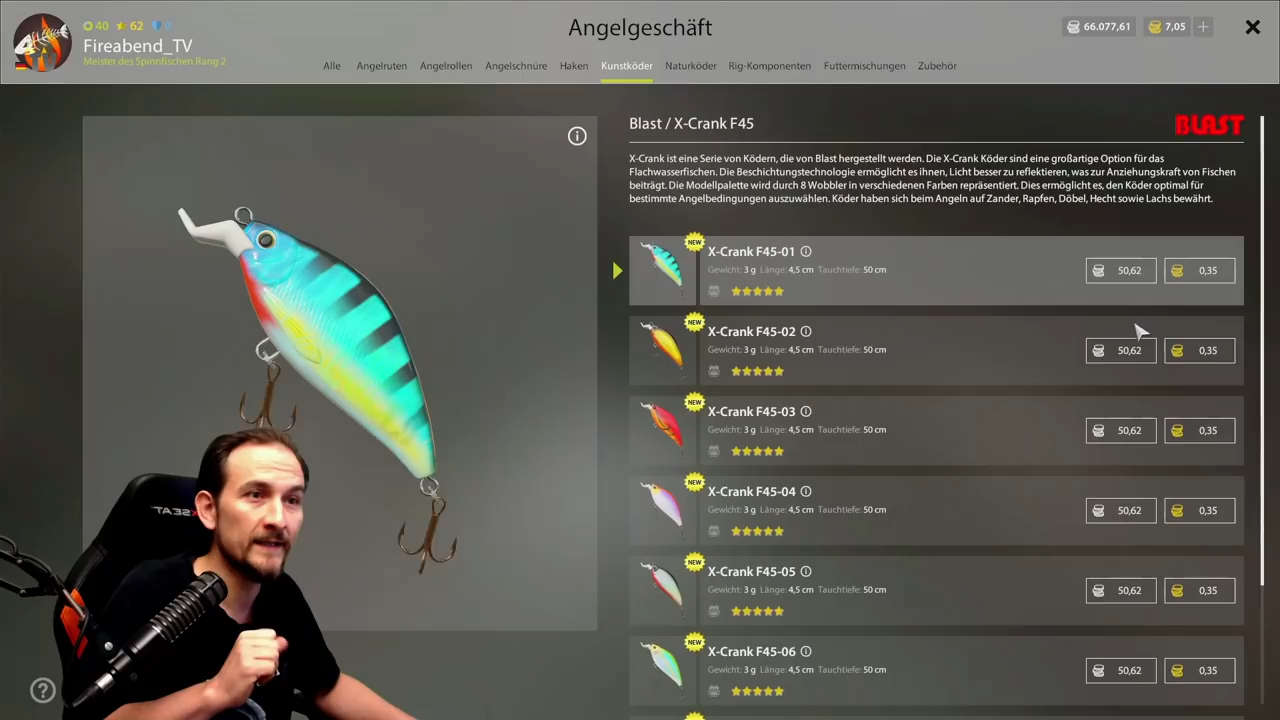 40 62 0
Fireabend_TV
Meister des Spinnfischen Rang 2
Angelgeschäft
66.077,61 7,05 +
Alle Angelruten Angelrollen Angelschnüre Haken Kunstköder Naturköder Rig-Komponenten Futtermischungen Zubehör
Blast / X-Crank F45
BLAST
X-Crank ist eine Serie von Ködern, die von Blast hergestellt werden. Die X-Crank Köder sind eine großartige Option für das
Flachwasserfischen. Die Beschichtungstechnologie ermöglicht es ihnen, Licht besser zu reflektieren, was zur Anziehungskraft von Fischen
beiträgt. Die Modellpalette wird durch 8 Wobbler in verschiedenen Farben repräsentiert. Dies ermöglicht es, den Köder optimal für
bestimmte Angelbedingungen auszuwählen. Köder haben sich beim Angeln auf Zander, Rapfen, Döbel, Hecht sowie Lachs bewährt.
NEW
X-Crank F45-01
Gewicht: 3 g Länge: 4,5 cm Tauchtiefe: 50 cm
50,62 0,35
NEW
X-Crank F45-02
Gewicht: 3 g Länge: 4,5 cm Tauchtiefe: 50 cm
50,62 0,35
NEW
X-Crank F45-03
Gewicht: 3 g Länge: 4,5 cm Tauchtiefe: 50 cm
50,62 0,35
NEW
X-Crank F45-04
Gewicht: 3 g Länge: 4,5 cm Tauchtiefe: 50 cm
50,62 0,35
NEW
X-Crank F45-05
Gewicht: 3 g Länge: 4,5 cm Tauchtiefe: 50 cm
50,62 0,35
NEW
X-Crank F45-06
Gewicht: 3 g Länge: 4,5 cm Tauchtiefe: 50 cm
50,62 0,35
?